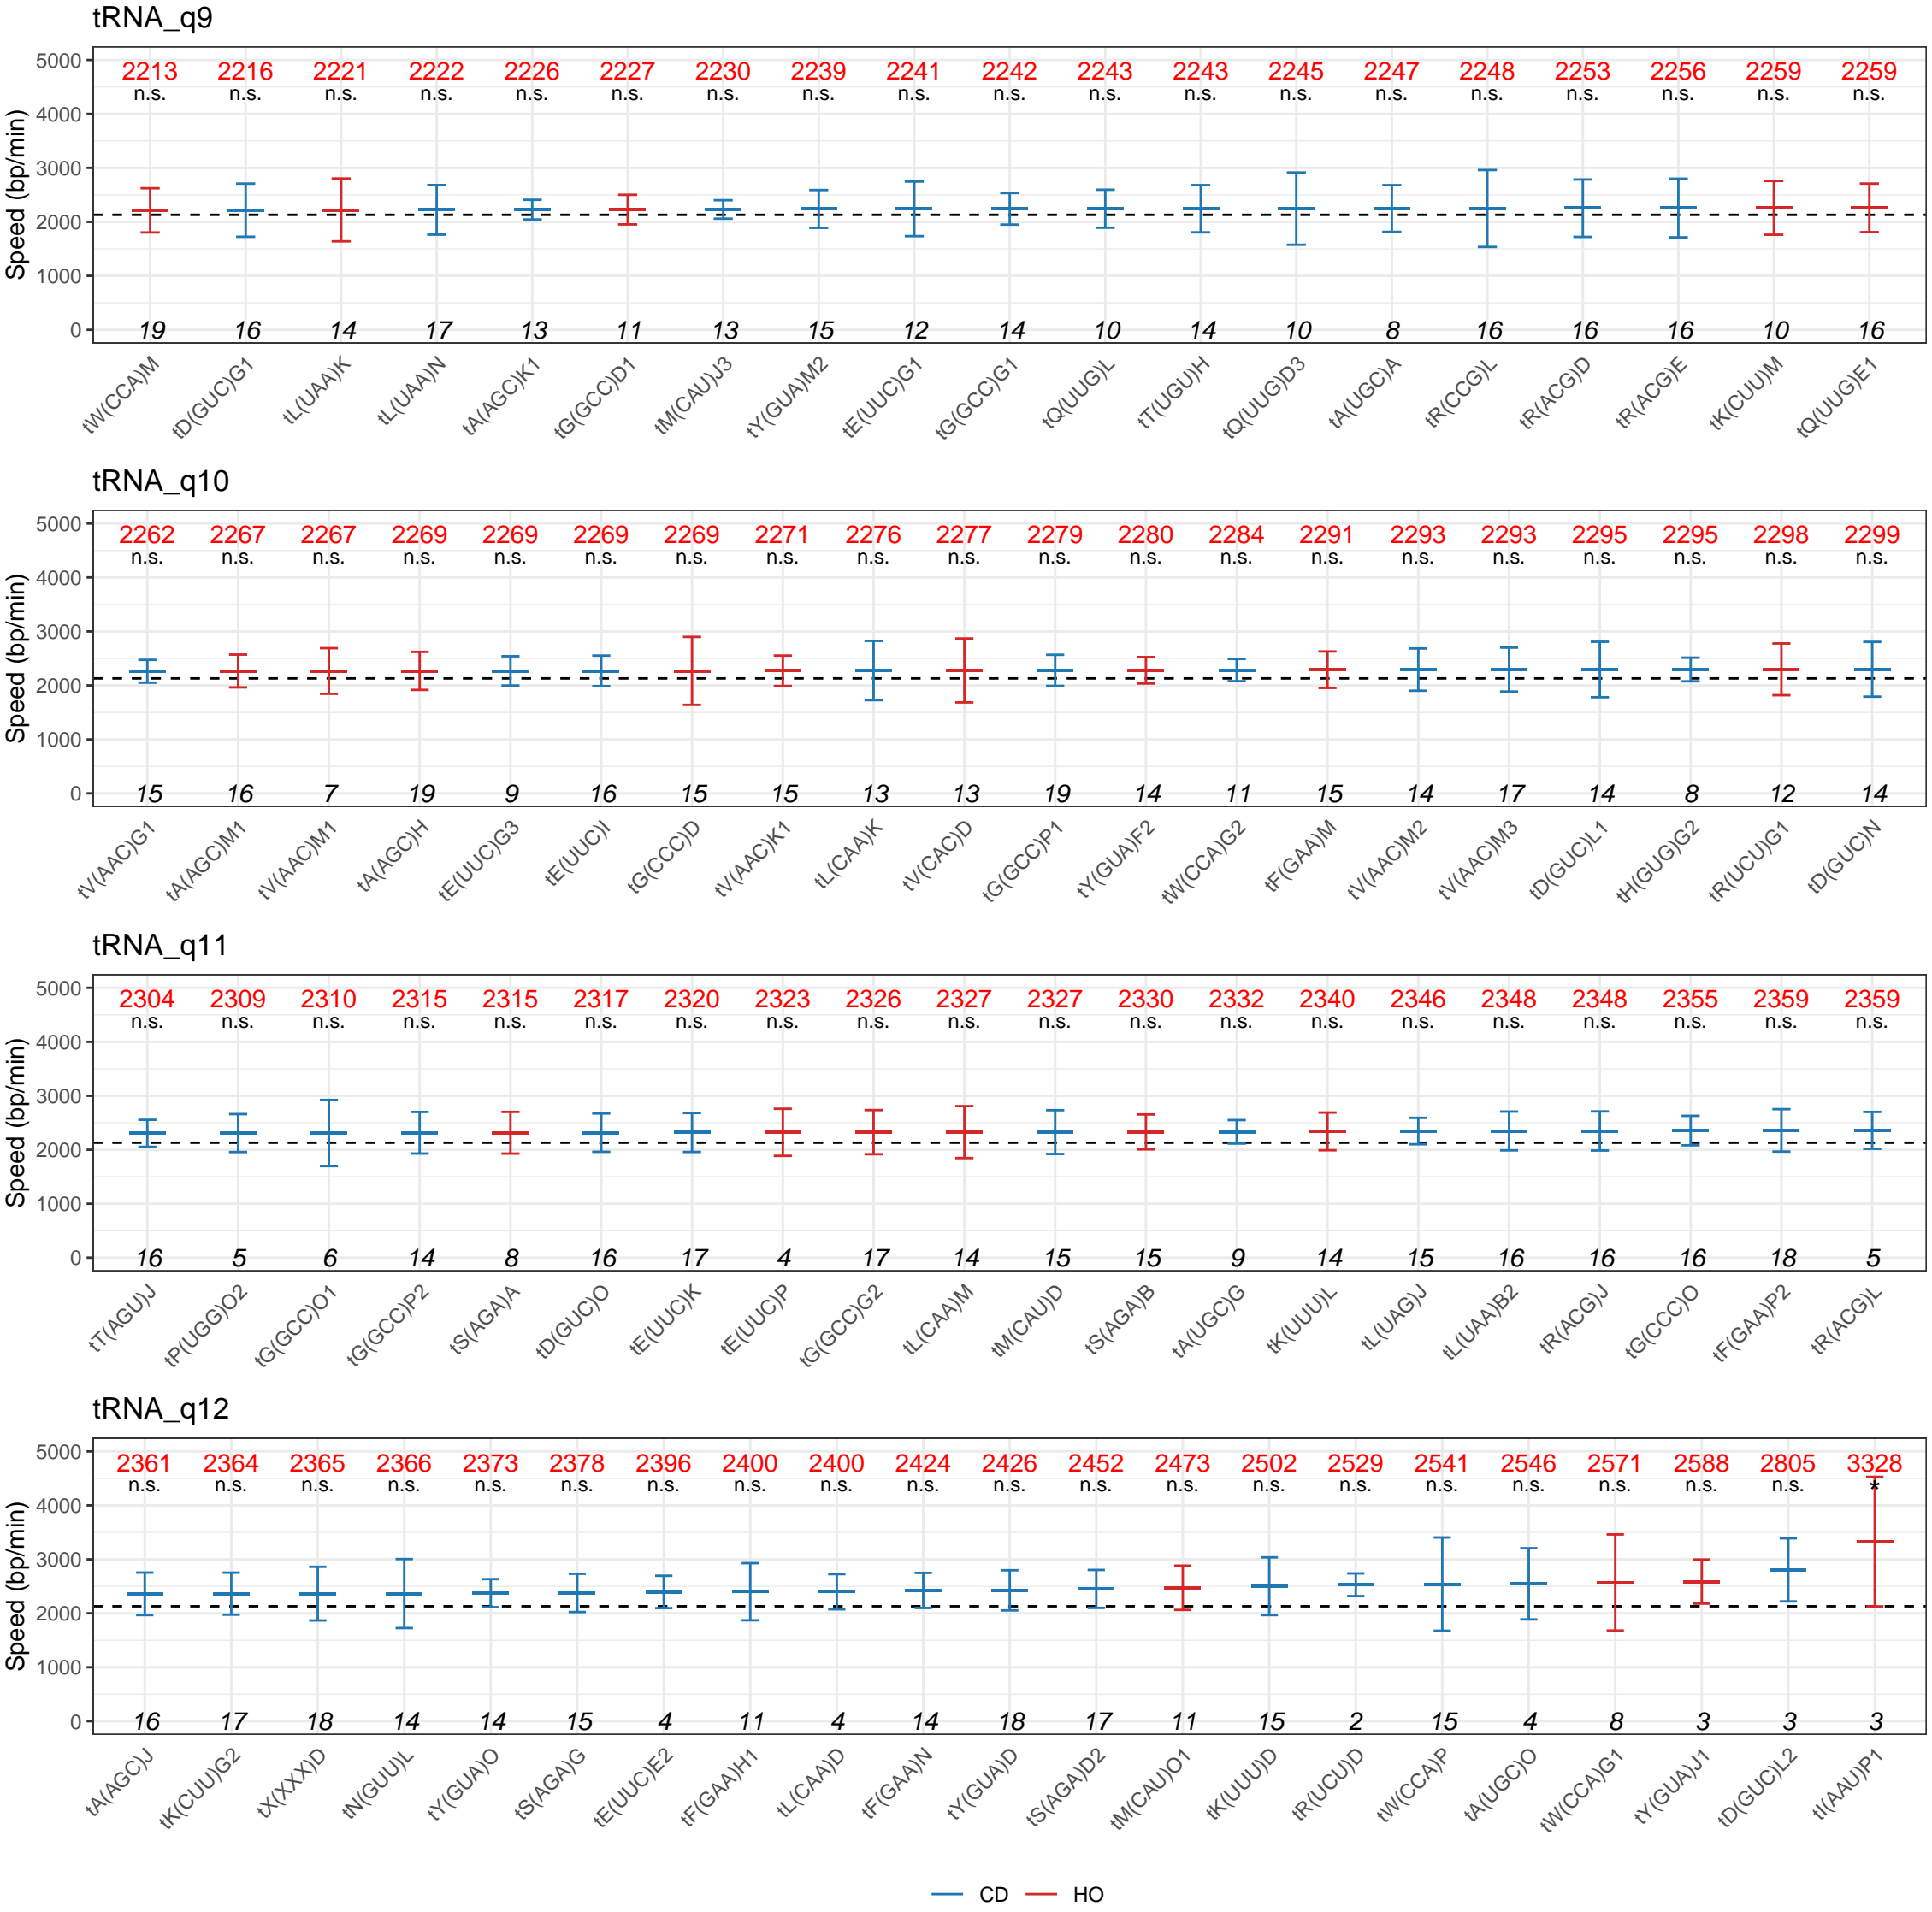 tRNA_q9
5000
2213 2216 2221 2222 2226 2227 2230 2239 2241 2242 2243 2243 2245 2247 2248 2253 2256 2259 2259
n.s. n.s. n.s. n.s. n.s. n.s. n.s. n.s. n.s. n.s. n.s. n.s. n.s. n.s. n.s. n.s. n.s. n.s. n.s.
4000
Speed (bp/min)
3000
2000
1000
0 19 16 14 17 13 11 13 15 12 14 10 14 10 8 16 16 16 10 16
tW(CCA)M tD(GUC)G1 tL(UAA)K tL(UAA)N tA(AGC)K1 tG(GCC)D1 tM(CAU)J3 tY(GUA)M2 tE(UUC)G1 tG(GCC)G1 tQ(UUG)L tT(UGU)H tQ(UUG)D3 tA(UGC)A tR(CCG)L tR(ACG)D tR(ACG)E tK(CUU)M tQ(UUG)E1
tRNA_q10
5000
2262 2267 2267 2269 2269 2269 2269 2271 2276 2277 2279 2280 2284 2291 2293 2293 2295 2295 2298 2299
n.s. n.s. n.s. n.s. n.s. n.s. n.s. n.s. n.s. n.s. n.s. n.s. n.s. n.s. n.s. n.s. n.s. n.s. n.s. n.s.
4000
Speed (bp/min)
3000
2000
1000
0 15 16 7 19 9 16 15 15 13 13 19 14 11 15 14 17 14 8 12 14
tV(AAC)G1 tA(AGC)M1 tV(AAC)M1 tA(AGC)H tE(UUC)G3 tE(UUC)I tG(CCC)D tV(AAC)K1 tL(CAA)K tV(CAC)D tG(GCC)P1 tY(GUA)F2 tW(CCA)G2 tF(GAA)M tV(AAC)M2 tV(AAC)M3 tD(GUC)L1 tH(GUG)G2 tR(UCU)G1 tD(GUC)N
tRNA_q11
5000
2304 2309 2310 2315 2315 2317 2320 2323 2326 2327 2327 2330 2332 2340 2346 2348 2348 2355 2359 2359
n.s. n.s. n.s. n.s. n.s. n.s. n.s. n.s. n.s. n.s. n.s. n.s. n.s. n.s. n.s. n.s. n.s. n.s. n.s. n.s.
4000
Speed (bp/min)
3000
2000
1000
0 16 5 6 14 8 16 17 4 17 14 15 15 9 14 15 16 16 16 18 5
tT(AGU)J tP(UGG)O2 tG(GCC)O1 tG(GCC)P2 tS(AGA)A tD(GUC)O tE(UUC)K tE(UUC)P tG(GCC)G2 tL(CAA)M tM(CAU)D tS(AGA)B tA(UGC)G tK(UUU)L tL(UAG)J tL(UAA)B2 tR(ACG)J tG(CCC)O tF(GAA)P2 tR(ACG)L
tRNA_q12
5000
2361 2364 2365 2366 2373 2378 2396 2400 2400 2424 2426 2452 2473 2502 2529 2541 2546 2571 2588 2805 3328
n.s. n.s. n.s. n.s. n.s. n.s. n.s. n.s. n.s. n.s. n.s. n.s. n.s. n.s. n.s. n.s. n.s. n.s. n.s. n.s. *
4000
Speed (bp/min)
3000
2000
1000
0 16 17 18 14 14 15 4 11 4 14 18 17 11 15 2 15 4 8 3 3 3
tA(AGC)J tK(CUU)G2 tX(XXX)D tN(GUU)L tY(GUA)O tS(AGA)G tE(UUC)E2 tF(GAA)H1 tL(CAA)D tF(GAA)N tY(GUA)D tS(AGA)D2 tM(CAU)O1 tK(UUU)D tR(UCU)D tW(CCA)P tA(UGC)O tW(CCA)G1 tY(GUA)J1 tD(GUC)L2 tI(AAU)P1
CD HO